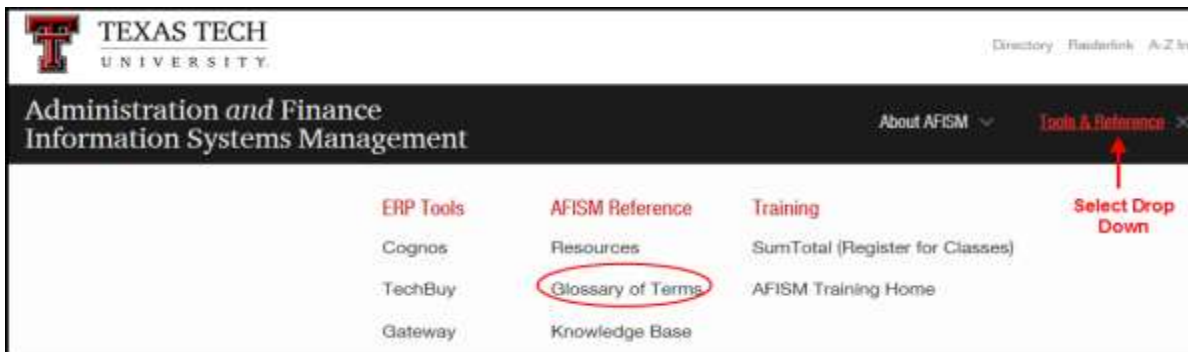 TEXAS TECH
UNIVERSITY.
Directory Raiderlink A-Z In
Administration and Finance
Information Systems Management
About AFISM
Tools & Reference
Select Drop
Down
ERP Tools AFISM Reference Training
Cognos Resources SumTotal (Register for Classes)
TechBuy Glossary of Terms AFISM Training Home
Gateway Knowledge Base